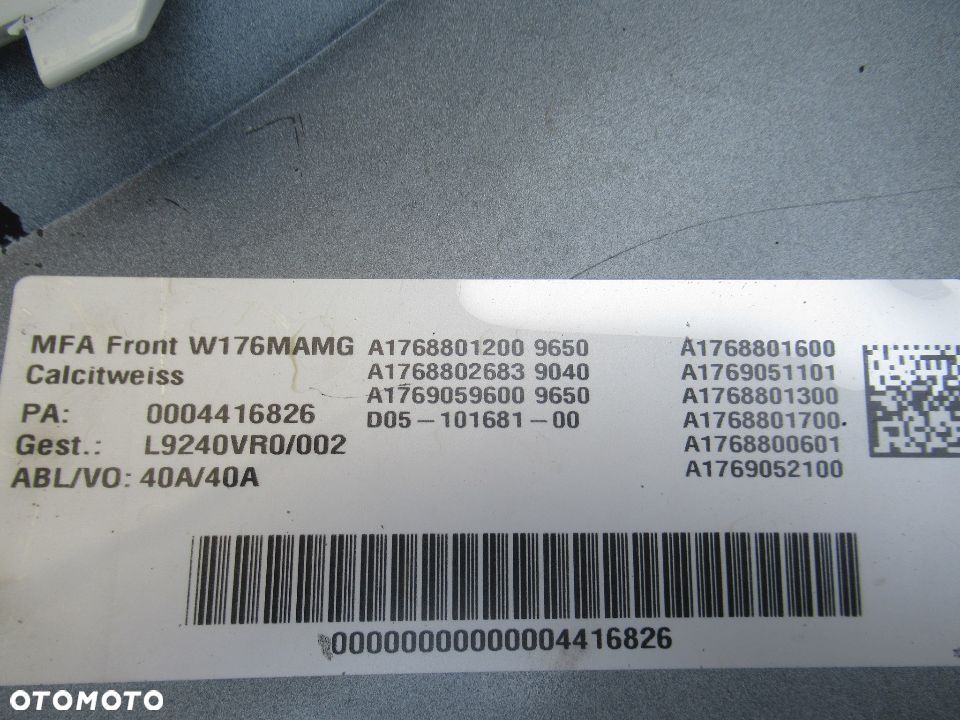 MFA Front W176MAMG
Calcitweiss
PA: 0004416826
Gest.: L9240VR0/002
ABL/VO: 40A/40A
A1768801200 9650
A1768802683 9040
A1769059600 9650
D05-101681-00
A1768801600
A1769051101
A1768801300
A1768801700
A1768800601
A1769052100
00000000000004416826
OTOMOTO